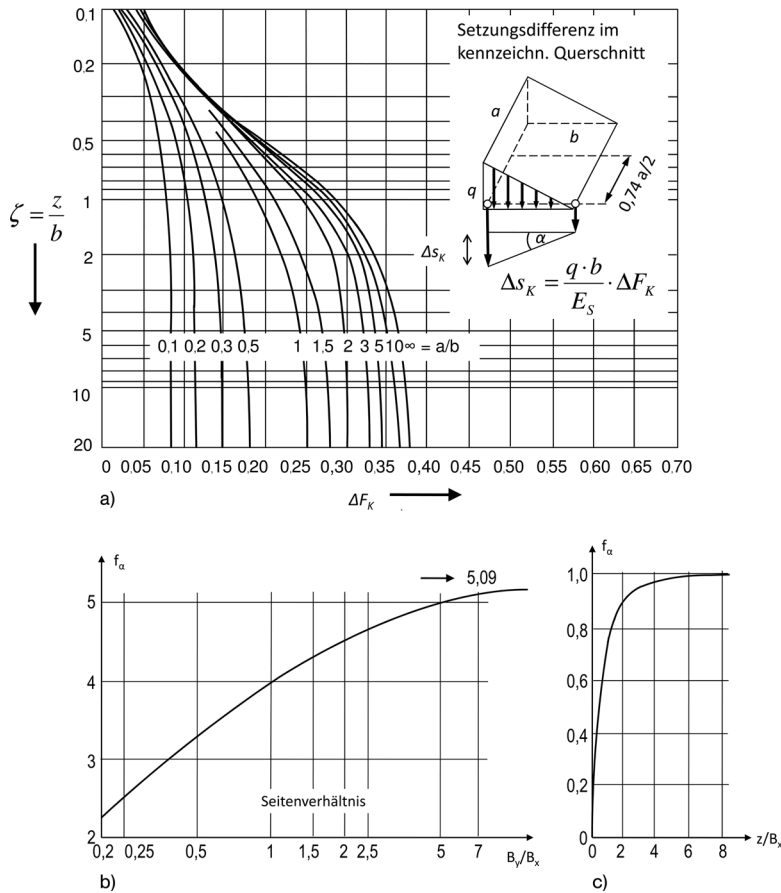 0,1
0,2
0,5
1
2
5
10
20
ζ = z/b
Setzungsdifferenz im
kennzeichn. Querschnitt
a
b
q
0,74 a/2
Δs_K
α
Δs_K = q · b / E_S · ΔF_K
0,1 0,2 0,3 0,5 1 1,5 2 3 5 10 ∞ = a/b
0 0,05 0,10 0,15 0,20 0,25 0,30 0,35 0,40 0,45 0,50 0,55 0,60 0,65 0,70
a)
ΔF_K
f_α
5,09
5
4
3
2
Seitenverhältnis
0,2 0,25 0,5 1 1,5 2 2,5 5 7 B_y/B_x
b)
f_α
1,0
0,8
0,6
0,4
0,2
0
0 2 4 6 8 z/B_x
c)